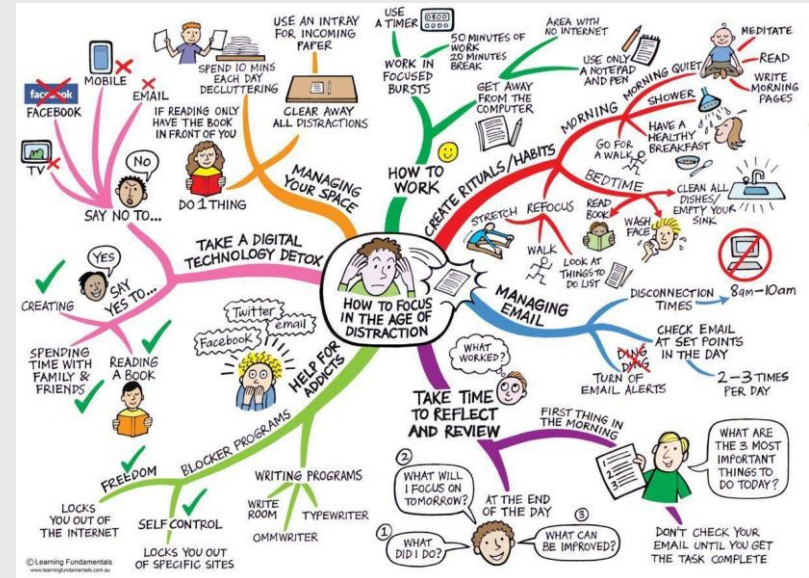 HOW TO FOCUS
IN THE AGE OF
DISTRACTION
HOW TO
WORK
WORK IN
FOCUSED
BURSTS
USE
A TIMER
50 MINUTES OF
WORK
20 MINUTES
BREAK
GET AWAY
FROM THE
COMPUTER
AREA WITH
NO INTERNET
USE ONLY
A NOTEPAD
AND PEN
CREATE RITUALS/HABITS
MORNING
MORNING QUIET
MEDITATE
READ
WRITE
MORNING
PAGES
SHOWER
HAVE A
HEALTHY
BREAKFAST
GO FOR
A WALK
BEDTIME
CLEAN ALL
DISHES/
EMPTY YOUR
SINK
READ
BOOK
WASH
FACE
REFOCUS
STRETCH
WALK
LOOK AT
THINGS TO
DO LIST
MANAGING
EMAIL
DISCONNECTION
TIMES
8am-10am
CHECK EMAIL
AT SET POINTS
IN THE DAY
2-3 TIMES
PER DAY
DING
DING
TURN OF
EMAIL ALERTS
TAKE TIME
TO REFLECT
AND REVIEW
WHAT
WORKED?
FIRST THING
IN THE MORNING
WHAT ARE
THE 3 MOST
IMPORTANT
THINGS TO
DO TODAY?
1
2
3
DON'T CHECK YOUR
EMAIL UNTIL YOU GET
THE TASK COMPLETE
AT THE END
OF THE DAY
1
WHAT
DID I DO?
2
WHAT WILL
I FOCUS ON
TOMORROW?
3
WHAT CAN
BE IMPROVED?
HELP FOR
ADDICTS
Twitter
email
Facebook
WRITING PROGRAMS
WRITE
ROOM
OMMWRITER
TYPEWRITER
BLOCKER PROGRAMS
FREEDOM
LOCKS
YOU OUT OF
THE INTERNET
SELF CONTROL
LOCKS YOU OUT
OF SPECIFIC SITES
TAKE A DIGITAL
TECHNOLOGY DETOX
SAY NO TO...
NO
TV
facebook
FACEBOOK
MOBILE
EMAIL
SAY
YES TO...
YES
CREATING
SPENDING
TIME WITH
FAMILY &
FRIENDS
READING
A BOOK
MANAGING
YOUR SPACE
SPEND 10 MINS
EACH DAY
DECLUTTERING
USE AN INTRAY
FOR INCOMING
PAPER
CLEAR AWAY
ALL DISTRACTIONS
IF READING ONLY
HAVE THE BOOK
IN FRONT OF YOU
DO 1 THING
© Learning Fundamentals
www.learningfundamentals.com.au